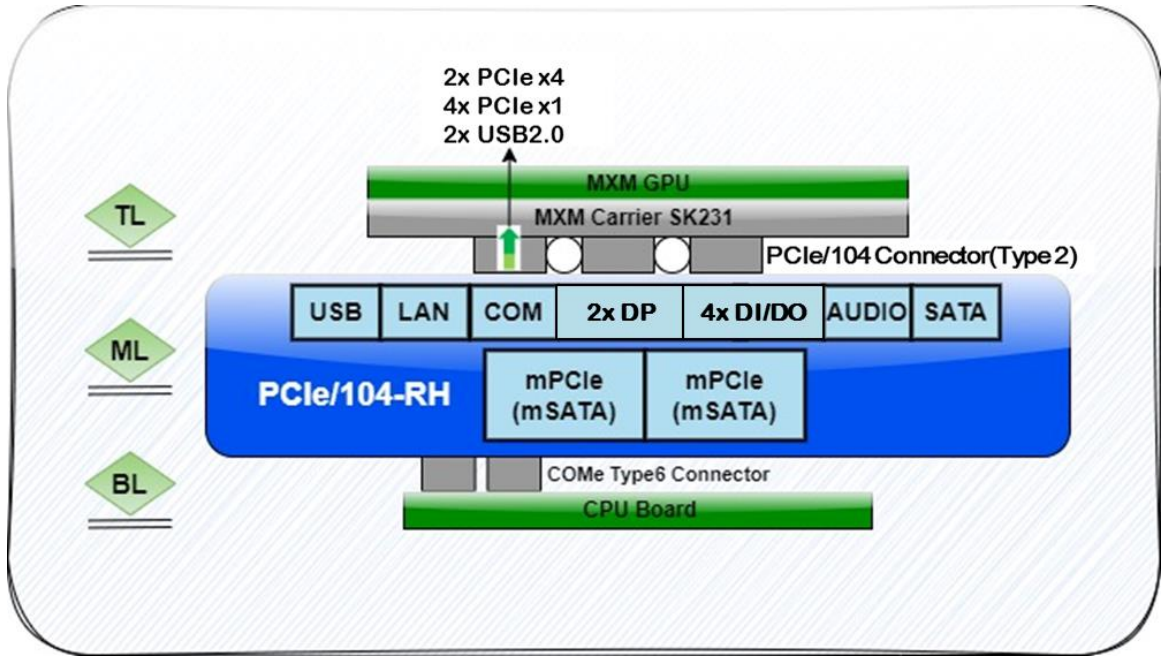 2x PCIe x4
4x PCIe x1
2x USB2.0
MXM GPU
TL
MXM Carrier SK231
PCIe/104 Connector(Type 2)
USB LAN COM 2x DP 4x DI/DO AUDIO SATA
ML
PCIe/104-RH
mPCIe
(mSATA)
mPCIe
(mSATA)
BL
COMe Type6 Connector
CPU Board